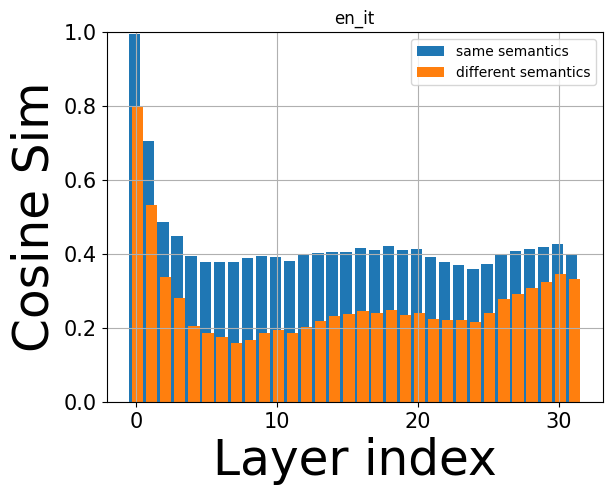 en_it
same semantics
different semantics
1.0
0.8
0.6
0.4
0.2
0.0
Cosine Sim
0 10 20 30
Layer index